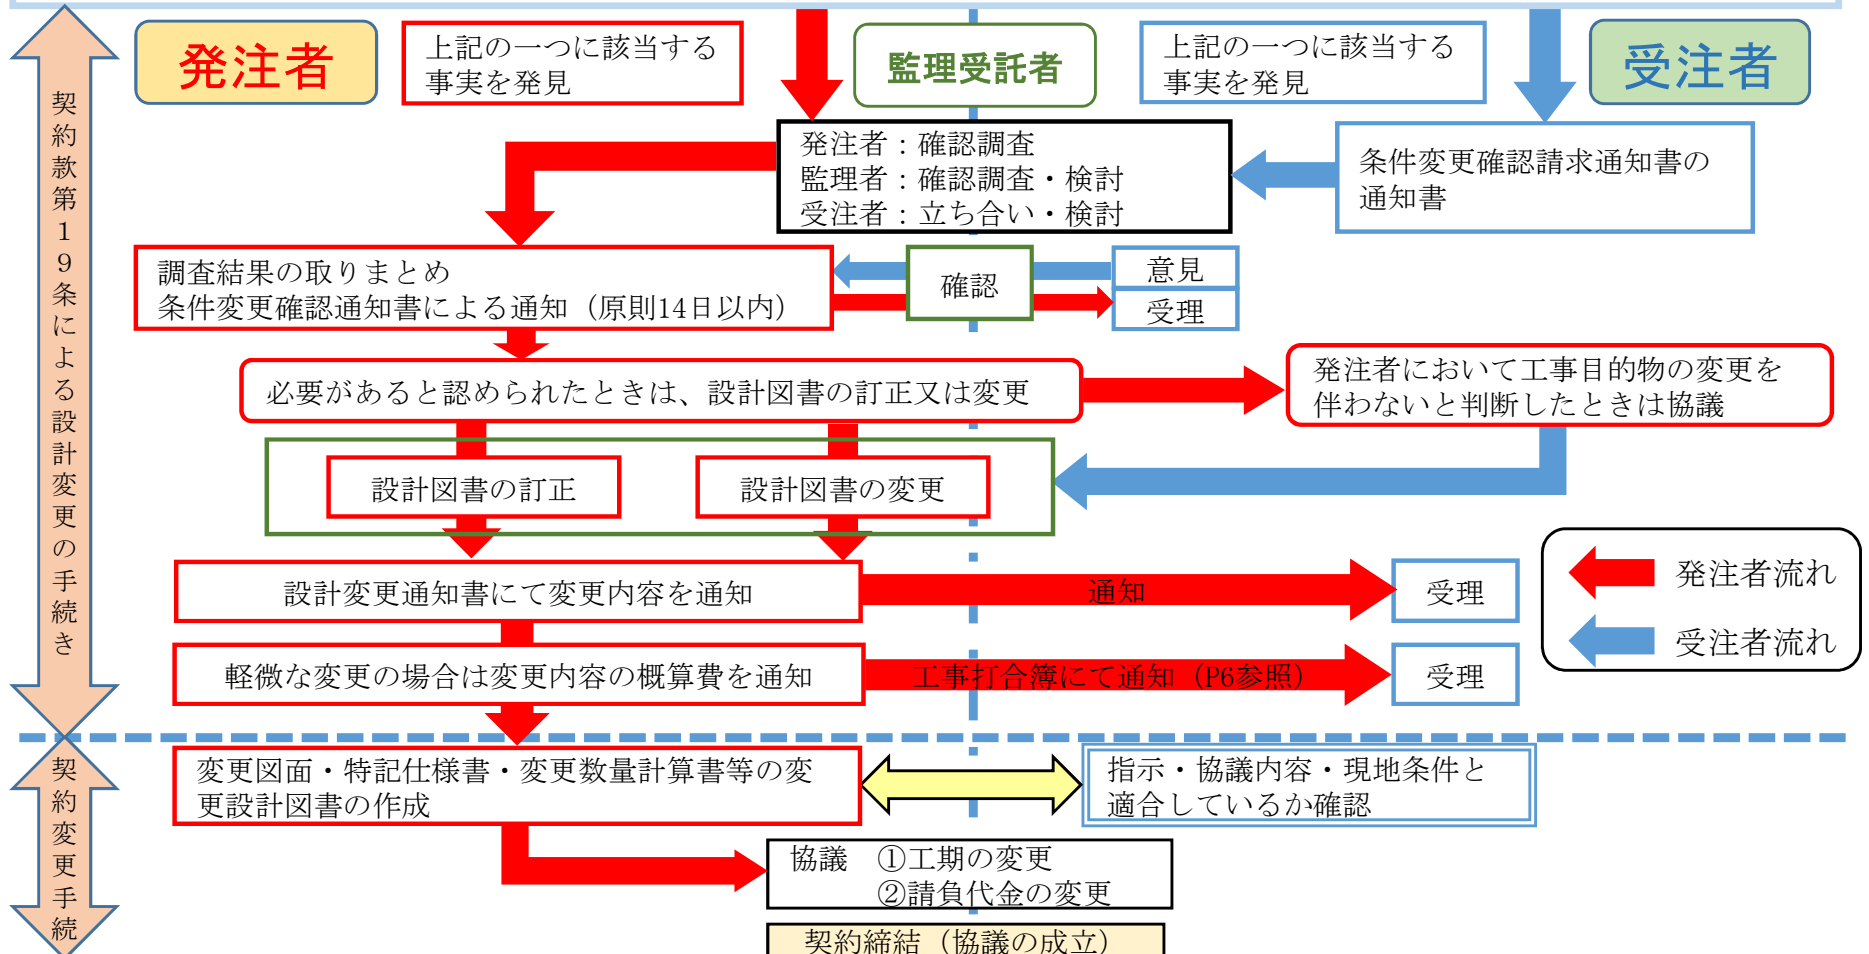 発注者
上記の一つに該当する
事実を発見
監理受託者
上記の一つに該当する
事実を発見
受注者
契約款第19条による設計変更の手続き
発注者：確認調査
監理者：確認調査・検討
受注者：立ち合い・検討
条件変更確認請求通知書の
通知書
調査結果の取りまとめ
条件変更確認通知書による通知（原則14日以内）
確認
意見
受理
必要があると認められたときは、設計図書の訂正又は変更
発注者において工事目的物の変更を
伴わないと判断したときは協議
設計図書の訂正
設計図書の変更
設計変更通知書にて変更内容を通知
通知
受理
発注者流れ
受注者流れ
軽微な変更の場合は変更内容の概算費を通知
工事打合簿にて通知（P6参照）
受理
契約変更手続
変更図面・特記仕様書・変更数量計算書等の変
更設計図書の作成
指示・協議内容・現地条件と
適合しているか確認
協議　①工期の変更
②請負代金の変更
契約締結（協議の成立）